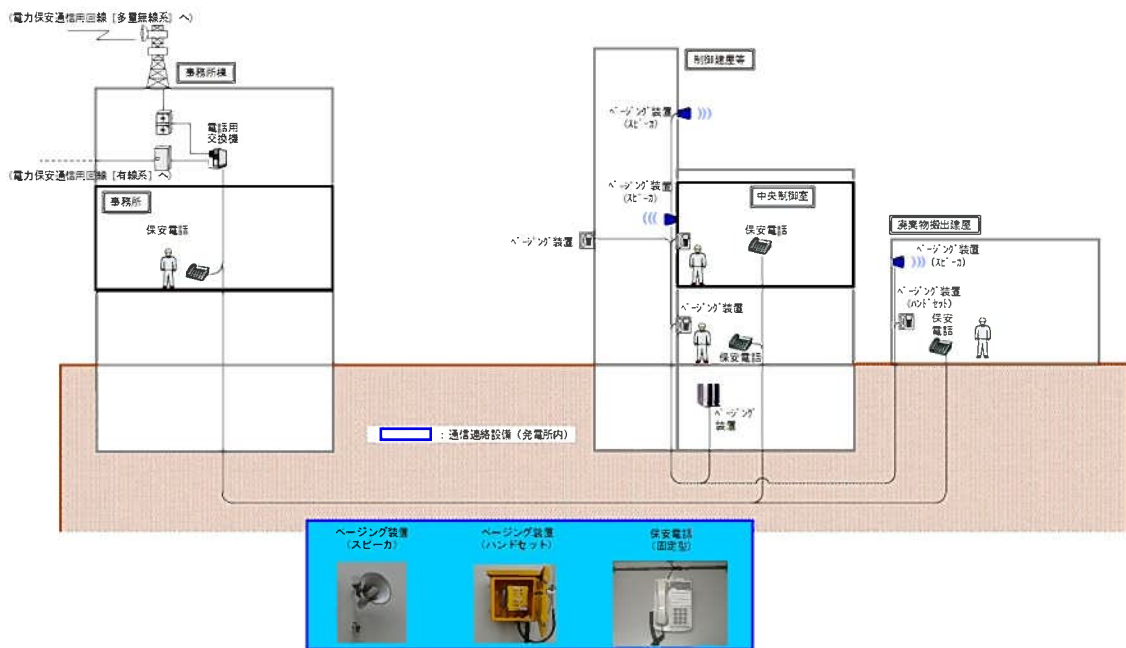 (電力保安通信用回線 [多量無線系] へ)
事務所棟
電話用
交換機
(電力保安通信用回線 [有線系] へ)
事務所
保安電話
制御建屋等
ページング装置
(スピーカ)
ページング装置
(スピーカ)
中央制御室
保安電話
ページング装置
ページング装置
保安電話
ページング
装置
廃棄物搬出建屋
ページング装置
(スピーカ)
ページング装置
(ハンドセット)
保安
電話
:通信連絡設備(発電所内)
ページング装置
(スピーカ)
ページング装置
(ハンドセット)
保安電話
(固定型)